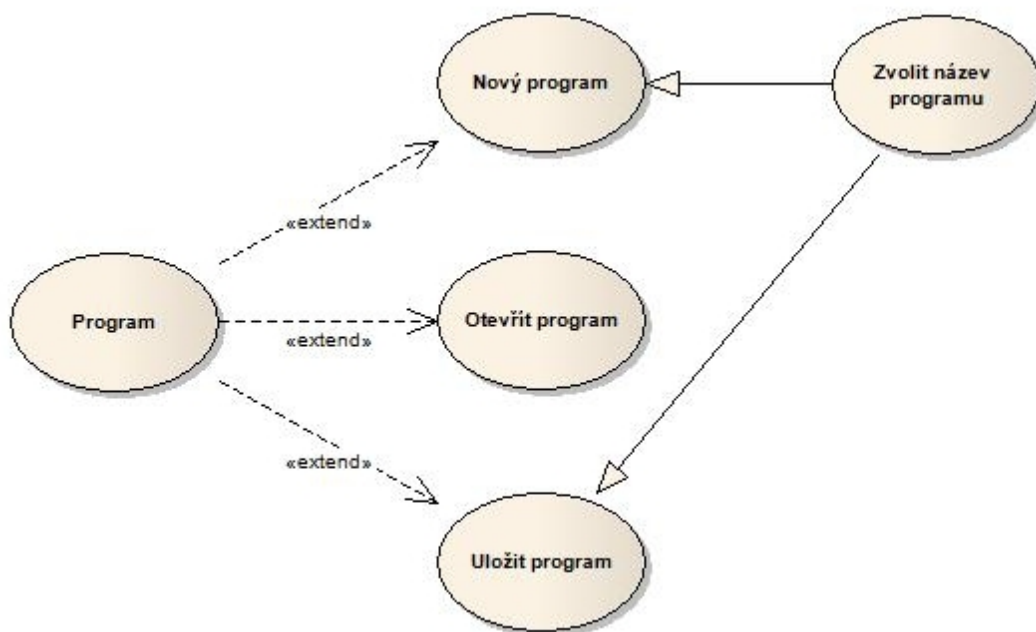 Nový program
Zvolit název
programu
«extend»
Program
Otevřít program
«extend»
«extend»
Uložit program